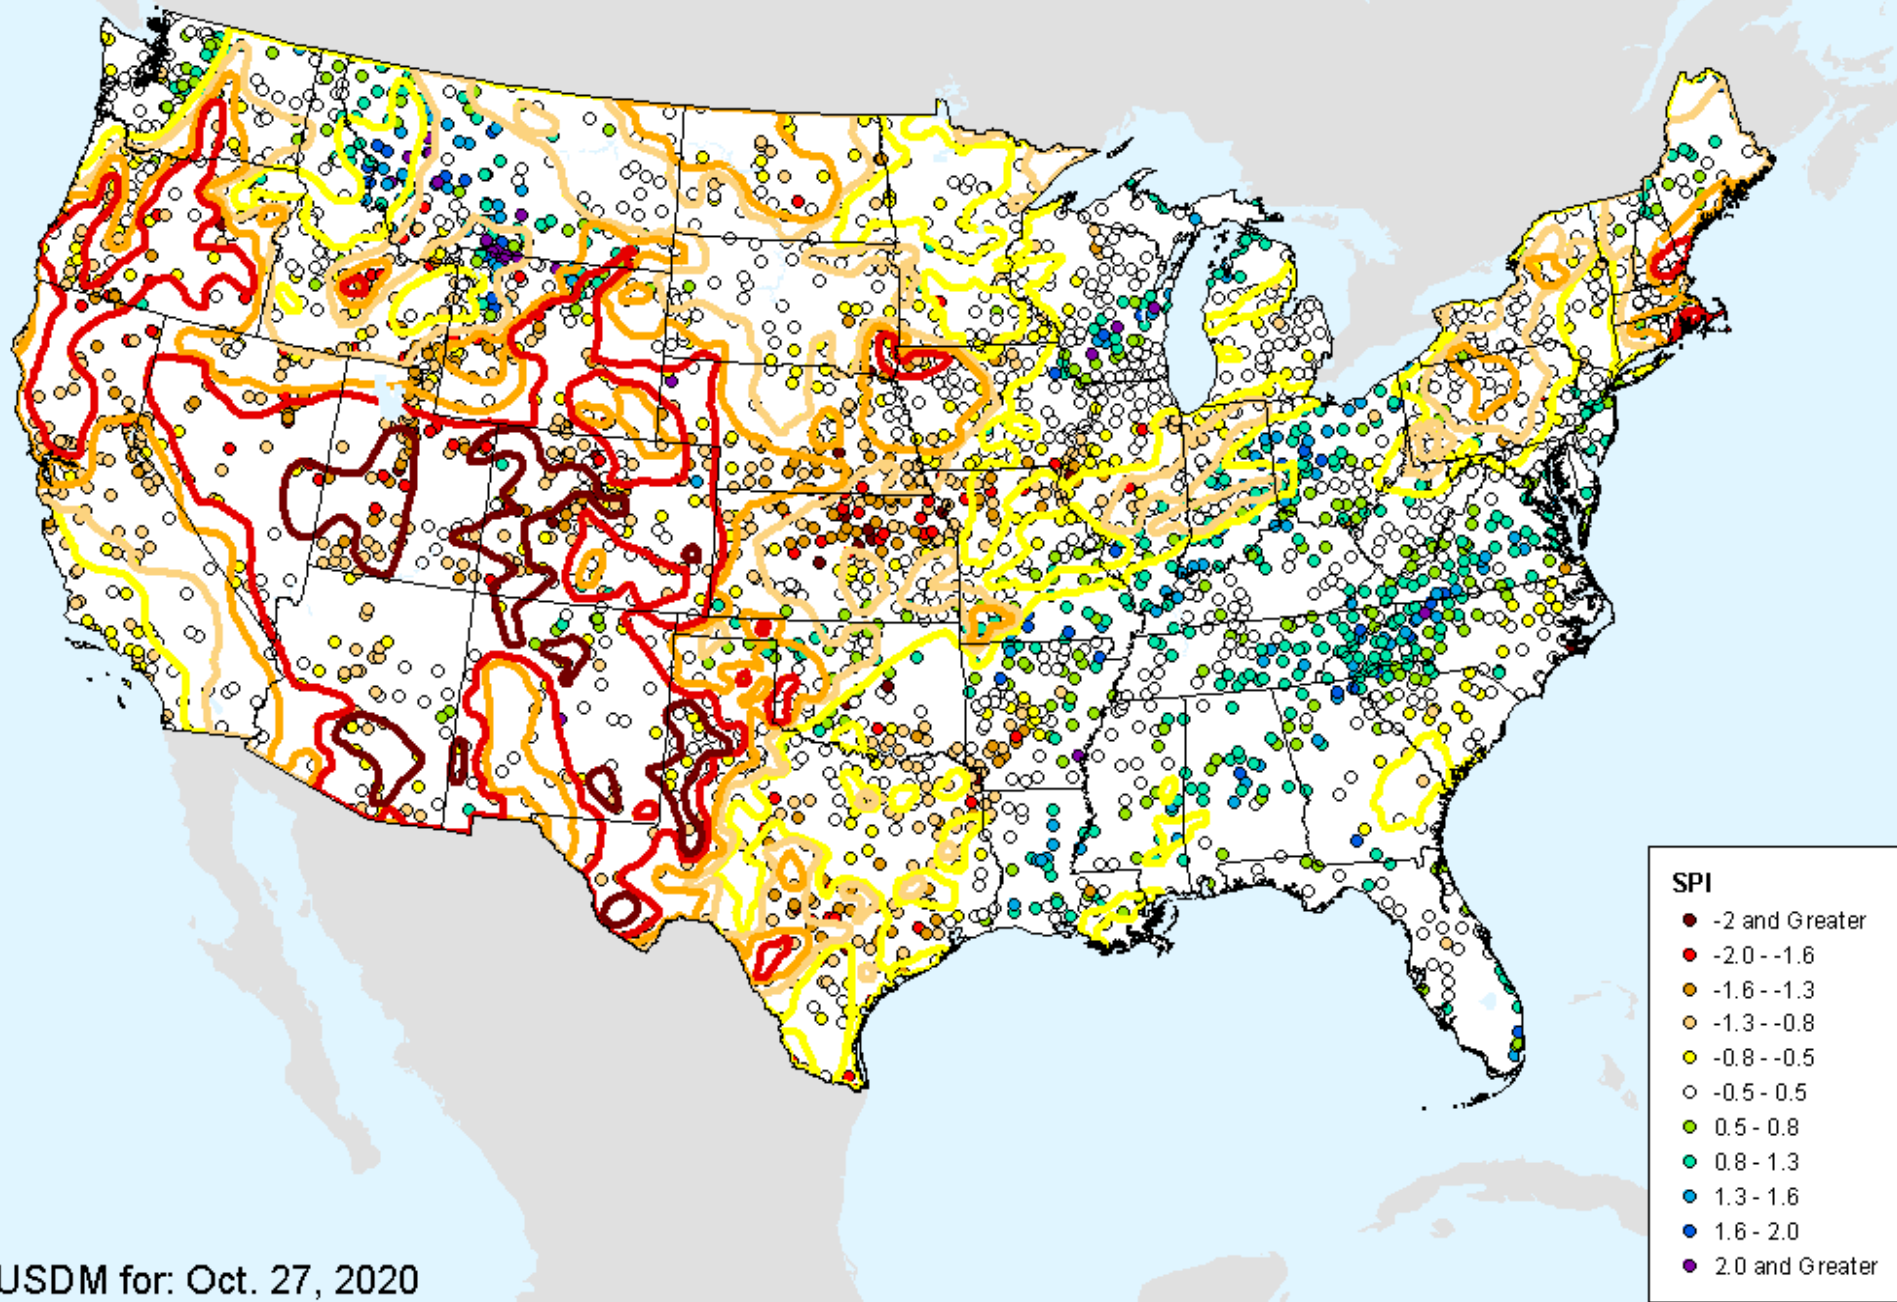 SPI
-2 and Greater
-2.0 - -1.6
-1.6 - -1.3
-1.3 - -0.8
-0.8 - -0.5
-0.5 - 0.5
0.5 - 0.8
0.8 - 1.3
1.3 - 1.6
1.6 - 2.0
2.0 and Greater
USDM for: Oct. 27, 2020